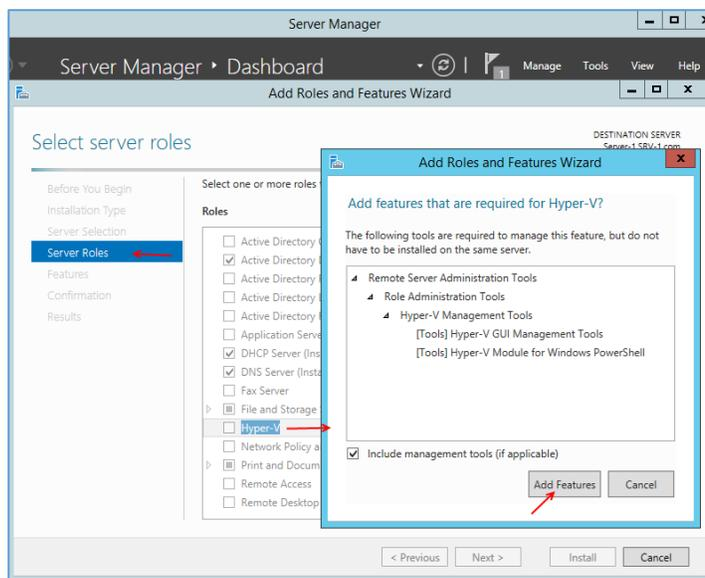 Server Manager
Server Manager • Dashboard
1
Manage Tools View Help
Add Roles and Features Wizard
Select server roles
DESTINATION SERVER
Server-1.SRV-1.com
Before You Begin
Installation Type
Server Selection
Server Roles
Features
Confirmation
Results
Select one or more roles
Roles
Active Directory
Active Directory
Active Directory
Active Directory
Active Directory
Application Serve
DHCP Server (Ins
DNS Server (Insta
Fax Server
File and Storage
Hyper-V
Network Policy a
Print and Docum
Remote Access
Remote Desktop
Add Roles and Features Wizard
x
Add features that are required for Hyper-V?
The following tools are required to manage this feature, but do not
have to be installed on the same server.
Remote Server Administration Tools
Role Administration Tools
Hyper-V Management Tools
[Tools] Hyper-V GUI Management Tools
[Tools] Hyper-V Module for Windows PowerShell
Include management tools (if applicable)
Add Features Cancel
< Previous Next > Install Cancel